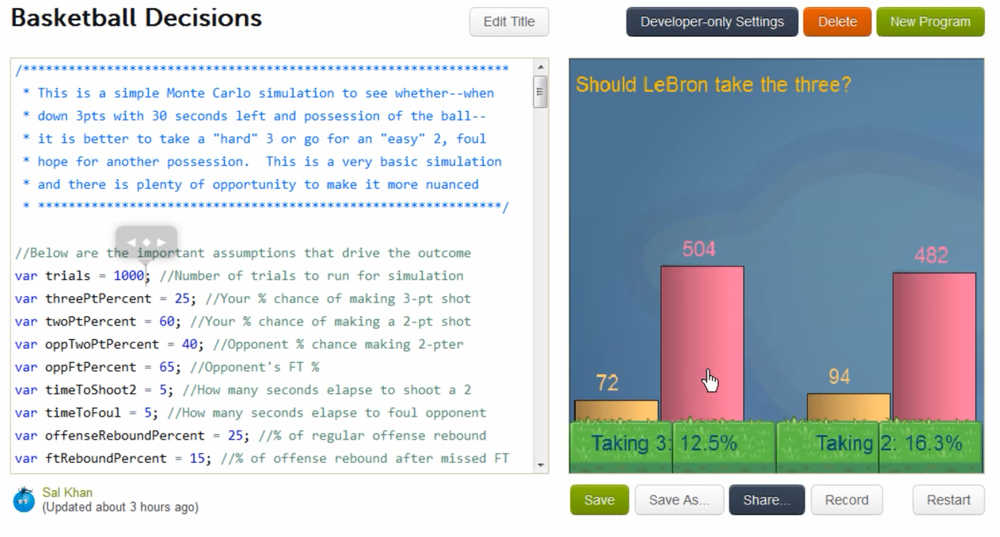 Basketball Decisions
Edit Title
Developer-only Settings
Delete
New Program
/****************************************************************
* This is a simple Monte Carlo simulation to see whether--when
* down 3pts with 30 seconds left and possession of the ball--
* it is better to take a "hard" 3 or go for an "easy" 2, foul
* hope for another possession.  This is a very basic simulation
* and there is plenty of opportunity to make it more nuanced
* *************************************************************/
//Below are the important assumptions that drive the outcome
var trials = 1000; //Number of trials to run for simulation
var threePtPercent = 25; //Your % chance of making 3-pt shot
var twoPtPercent = 60; //Your % chance of making a 2-pt shot
var oppTwoPtPercent = 40; //Opponent % chance making 2-pter
var oppFtPercent = 65; //Opponent's FT %
var timeToShoot2 = 5; //How many seconds elapse to shoot a 2
var timeToFoul = 5; //How many seconds elapse to foul opponent
var offenseReboundPercent = 25; //% of regular offense rebound
var ftReboundPercent = 15; //% of offense rebound after missed FT
Should LeBron take the three?
504
482
72
94
Taking 3: 12.5%
Taking 2: 16.3%
Sal Khan
(Updated about 3 hours ago)
Save
Save As...
Share...
Record
Restart